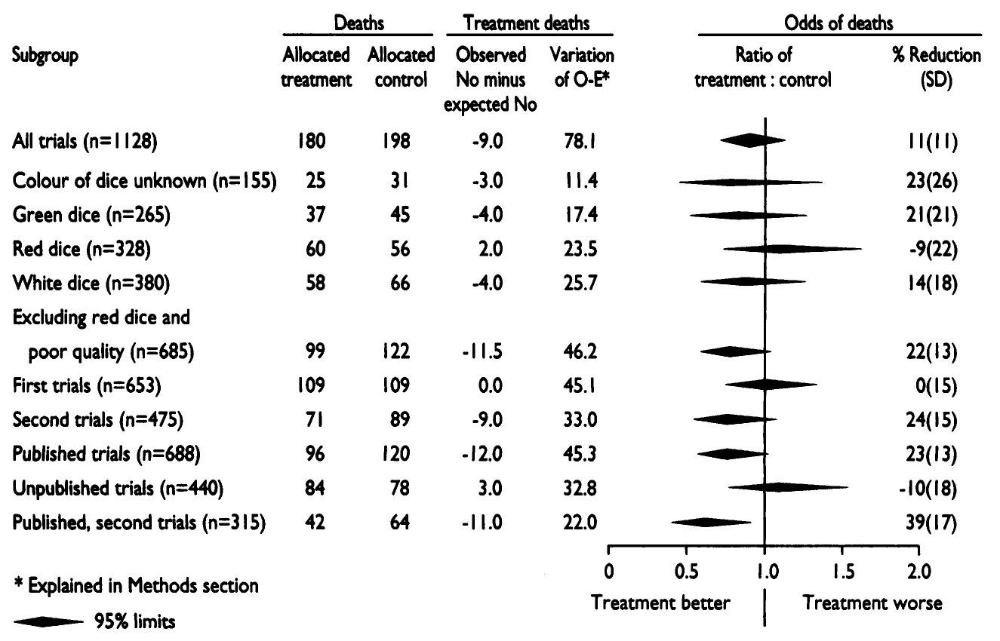 Deaths Treatment deaths Odds of deaths
Subgroup Allocated treatment Allocated control Observed No minus expected No Variation of O-E* Ratio of treatment : control % Reduction (SD)
All trials (n=1128) 180 198 -9.0 78.1 11(11)
Colour of dice unknown (n=155) 25 31 -3.0 11.4 23(26)
Green dice (n=265) 37 45 -4.0 17.4 21(21)
Red dice (n=328) 60 56 2.0 23.5 -9(22)
White dice (n=380) 58 66 -4.0 25.7 14(18)
Excluding red dice and
poor quality (n=685) 99 122 -11.5 46.2 22(13)
First trials (n=653) 109 109 0.0 45.1 0(15)
Second trials (n=475) 71 89 -9.0 33.0 24(15)
Published trials (n=688) 96 120 -12.0 45.3 23(13)
Unpublished trials (n=440) 84 78 3.0 32.8 -10(18)
Published, second trials (n=315) 42 64 -11.0 22.0 39(17)
0 0.5 1.0 1.5 2.0
Treatment better Treatment worse
* Explained in Methods section
95% limits